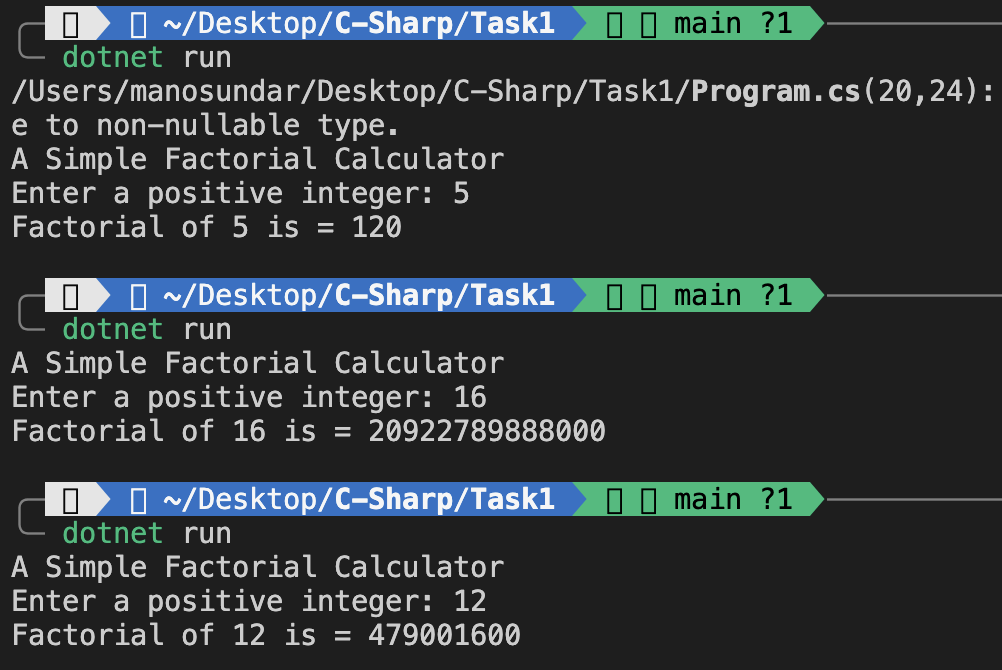 ~/Desktop/C-Sharp/Task1 main ?1
dotnet run
/Users/manosundar/Desktop/C-Sharp/Task1/Program.cs(20,24):
e to non-nullable type.
A Simple Factorial Calculator
Enter a positive integer: 5
Factorial of 5 is = 120
~/Desktop/C-Sharp/Task1 main ?1
dotnet run
A Simple Factorial Calculator
Enter a positive integer: 16
Factorial of 16 is = 20922789888000
~/Desktop/C-Sharp/Task1 main ?1
dotnet run
A Simple Factorial Calculator
Enter a positive integer: 12
Factorial of 12 is = 479001600